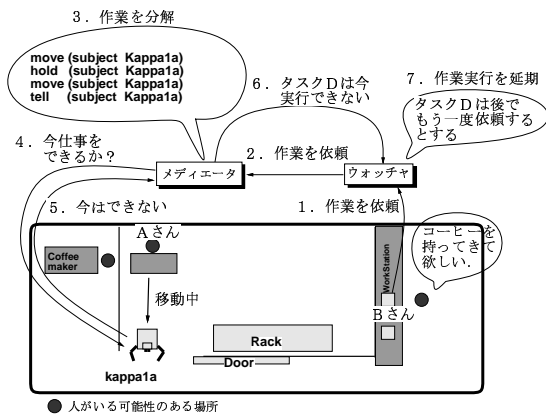 3．作業を分解
move (subject Kappa1a)
hold (subject Kappa1a)
move (subject Kappa1a)
tell (subject Kappa1a)
6．タスクDは今
実行できない
7．作業実行を延期
タスクDは後で
もう一度依頼する
とする
4．今仕事を
できるか？
2．作業を依頼
メディエータ
ウォッチャ
5．今はできない
1．作業を依頼
Aさん
コーヒーを
持ってきて
欲しい．
Coffee
maker
WorkStation
移動中
Bさん
Rack
Door
kappa1a
人がいる可能性のある場所